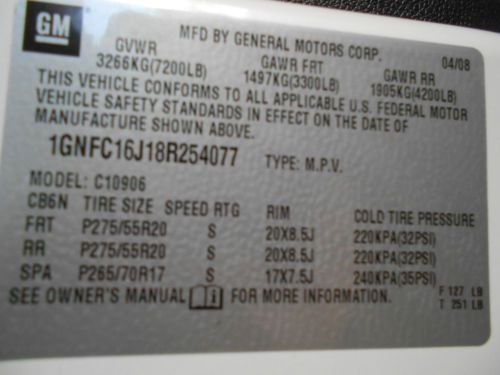 GM
MFD BY GENERAL MOTORS CORP.
04/08
GVWR GAWR FRT GAWR RR
3266KG(7200LB) 1497KG(3300LB) 1905KG(4200LB)
THIS VEHICLE CONFORMS TO ALL APPLICABLE U.S. FEDERAL MOTOR
VEHICLE SAFETY STANDARDS IN EFFECT ON THE DATE OF
MANUFACTURE SHOWN ABOVE.
1GNFC16J18R254077 TYPE: M.P.V.
MODEL: C10906
CB6N TIRE SIZE SPEED RTG RIM COLD TIRE PRESSURE
FRT P275/55R20 S 20X8.5J 220KPA(32PSI)
RR P275/55R20 S 20X8.5J 220KPA(32PSI)
SPA P265/70R17 S 17X7.5J 240KPA(35PSI)
SEE OWNER'S MANUAL FOR MORE INFORMATION.
F 127 LB
T 251 LB